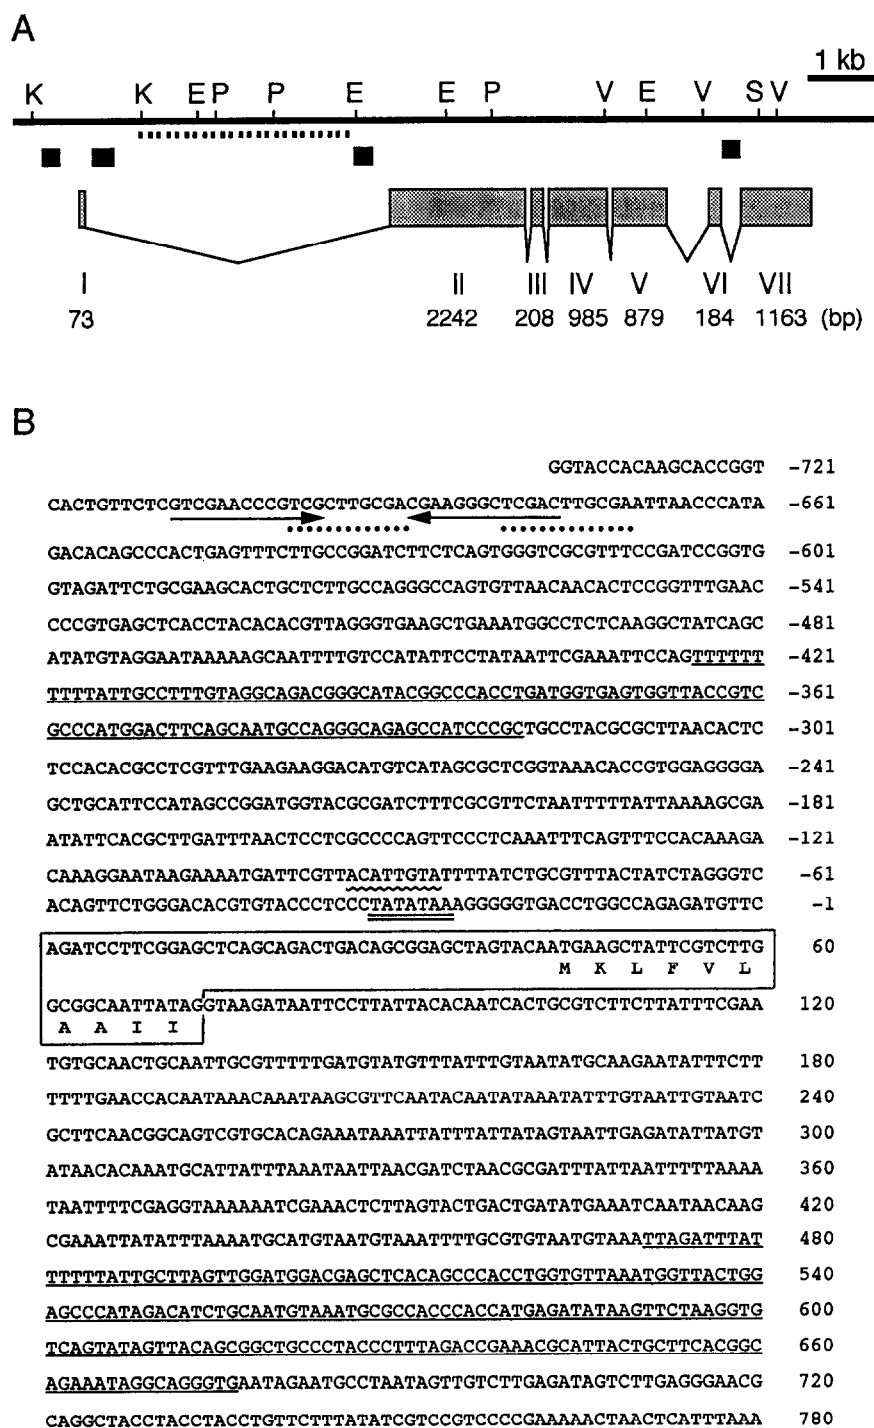 A
1 kb
K K E P P E E P V E V S V
I II III IV V VI VII
73 2242 208 985 879 184 1163 (bp)
B
GGTACCACAAGCACCGGT -721
CACTGTTCTCGTCGAACCCGTCGCTTGCGACGAAGGGCTCGACTTGCGAATTAACCCATA -661
GACACAGCCCACTGAGTTTCTTGCCGGATCTTCTCAGTGGGTCGCGTTTCCGATCCGGTG -601
GTAGATTCTGCGAAGCACTGCTCTTGCCAGGGCCAGTGTTAACAACACTCCGGTTTGAAC -541
CCCGTGAGCTCACCTACACACGTTAGGGTGAAGCTGAAATGGCCTCTCAAGGCTATCAGC -481
ATATGTAGGAATAAAAAGCAATTTTGTCCATATTCCTATAATTCGAAATTCCAGTTTTTT -421
TTTTATTGCCTTTGTAGGCAGACGGGCATACGGCCCACCTGATGGTGAGTGGTTACCGTC -361
GCCCATGGACTTCAGCAATGCCAGGGCAGAGCCATCCCGCTGCCTACGCGCTTAACACTC -301
TCCACACGCCTCGTTTGAAGAAGGACATGTCATAGCGCTCGGTAAACACCGTGGAGGGGA -241
GCTGCATTCCATAGCCGGATGGTACGCGATCTTTCGCGTTCTAATTTTTATTAAAAGCGA -181
ATATTCACGCTTGATTTAACTCCTCGCCCCAGTTCCCTCAAATTTCAGTTTCCACAAAGA -121
CAAAGGAATAAGAAAATGATTCGTTACATTGTATTTTATCTGCGTTTACTATCTAGGGTC -61
ACAGTTCTGGGACACGTGTACCCTCCCTATATAAAGGGGGTGACCTGGCCAGAGATGTTC -1
AGATCCTTCGGAGCTCAGCAGACTGACAGCGGAGCTAGTACAATGAAGCTATTCGTCTTG 60
M K L F V L
GCGGCAATTATAGGTAAGATAATTCCTTATTACACAATCACTGCGTCTTCTTATTTCGAA 120
A A I I
TGTGCAACTGCAATTGCGTTTTTGATGTATGTTTATTTGTAATATGCAAGAATATTTCTT 180
TTTTGAACCACAATAAACAAATAAGCGTTCAATACAATATAAATATTTGTAATTGTAATC 240
GCTTCAACGGCAGTCGTGCACAGAAATAAATTATTTATTATAGTAATTGAGATATTATGT 300
ATAACACAAATGCATTATTTAAATAATTAACGATCTAACGCGATTTATTAATTTTTAAAA 360
TAATTTTCGAGGTAAAAAATCGAAACTCTTAGTACTGACTGATATGAAATCAATAACAAG 420
CGAAATTATATTTAAAATGCATGTAATGTAAATTTTGCGTGTAATGTAAATTAGATTTAT 480
TTTTTATTGCTTAGTTGGATGGACGAGCTCACAGCCCACCTGGTGTTAAATGGTTACTGG 540
AGCCCATAGACATCTGCAATGTAAATGCGCCACCCACCATGAGATATAAGTTCTAAGGTG 600
TCAGTATAGTTACAGCGGCTGCCCTACCCTTTAGACCGAAACGCATTACTGCTTCACGGC 660
AGAAATAGGCAGGGTGAATAGAATGCCTAATAGTTGTCTTGAGATAGTCTTGAGGGAACG 720
CAGGCTACCTACCTACCTGTTCTTTATATCGTCCGTCCCCGAAAAACTAACTCATTTAAA 780